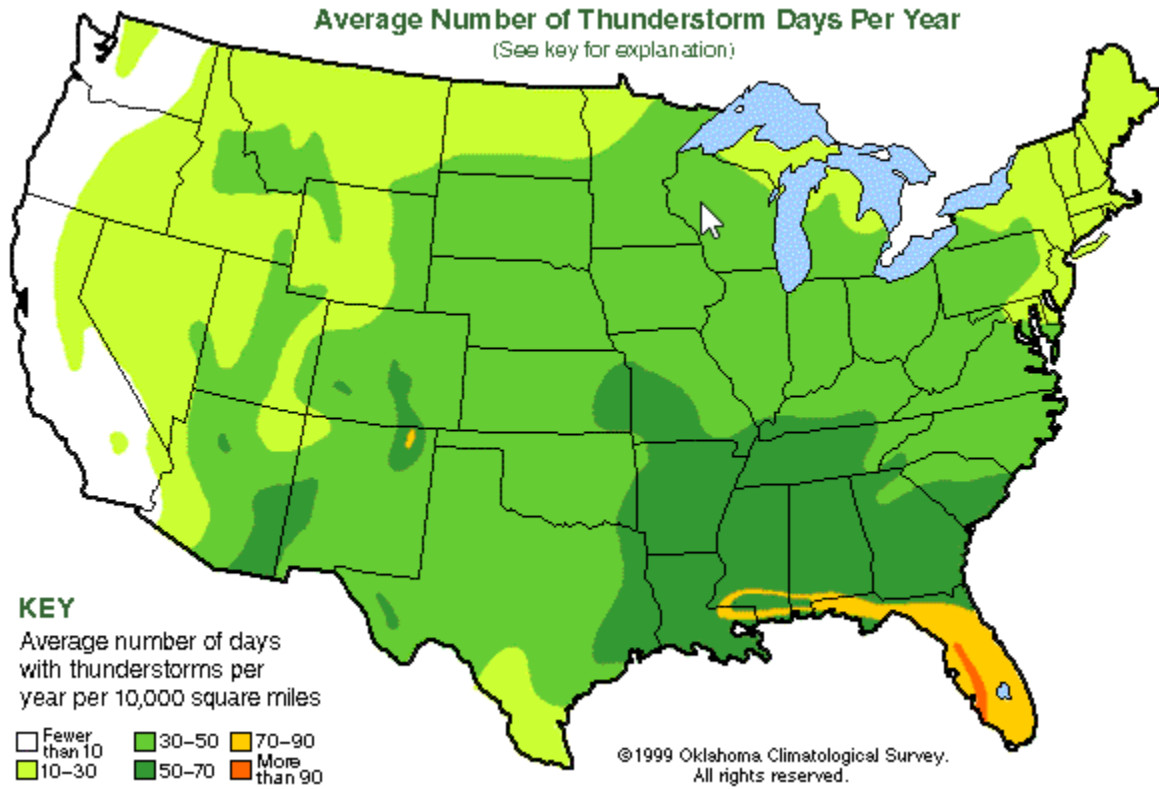 Average Number of Thunderstorm Days Per Year
(See key for explanation)
KEY
Average number of days
with thunderstorms per
year per 10,000 square miles
Fewer
than 10
10–30
30–50
50–70
70–90
More
than 90
©1999 Oklahoma Climatological Survey.
All rights reserved.